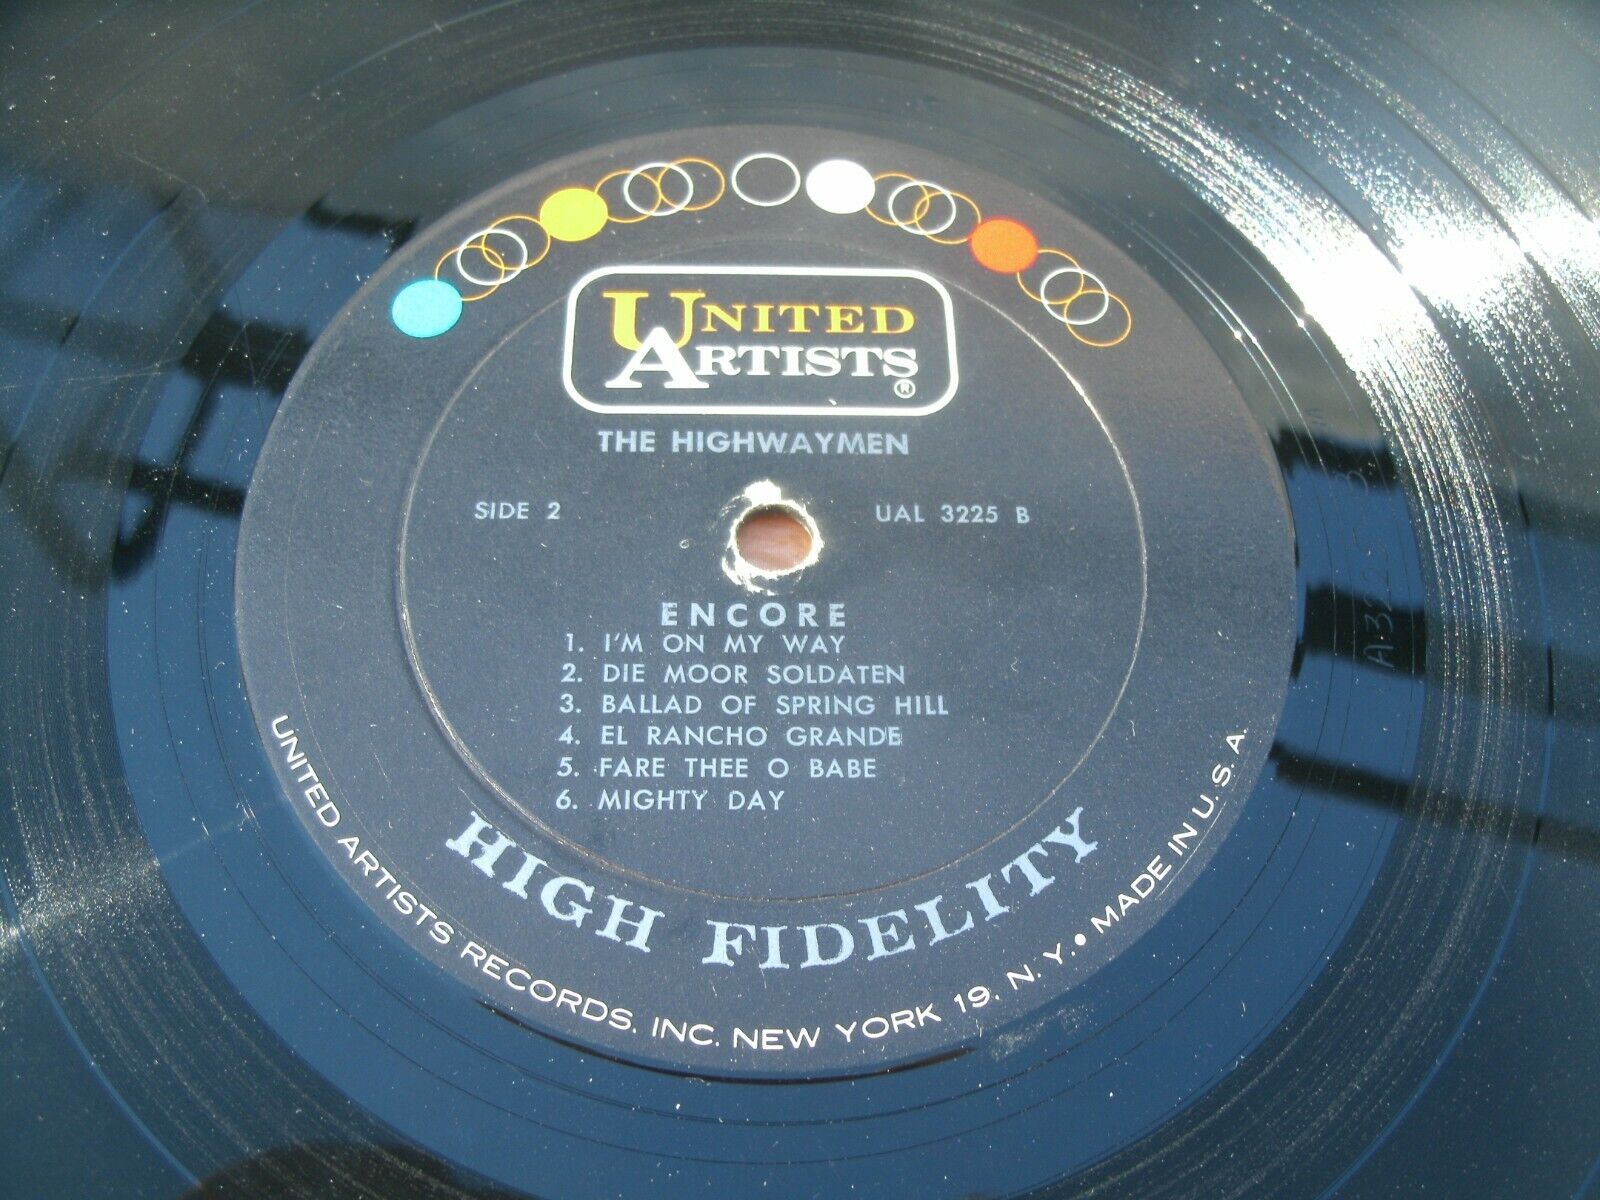 UNITED
ARTISTS
®
THE HIGHWAYMEN
SIDE 2
UAL 3225 B
ENCORE
1. I'M ON MY WAY
2. DIE MOOR SOLDATEN
3. BALLAD OF SPRING HILL
4. EL RANCHO GRANDE
5. FARE THEE O BABE
6. MIGHTY DAY
HIGH FIDELITY
UNITED ARTISTS RECORDS, INC. NEW YORK 19, N. Y. • MADE IN U. S. A.